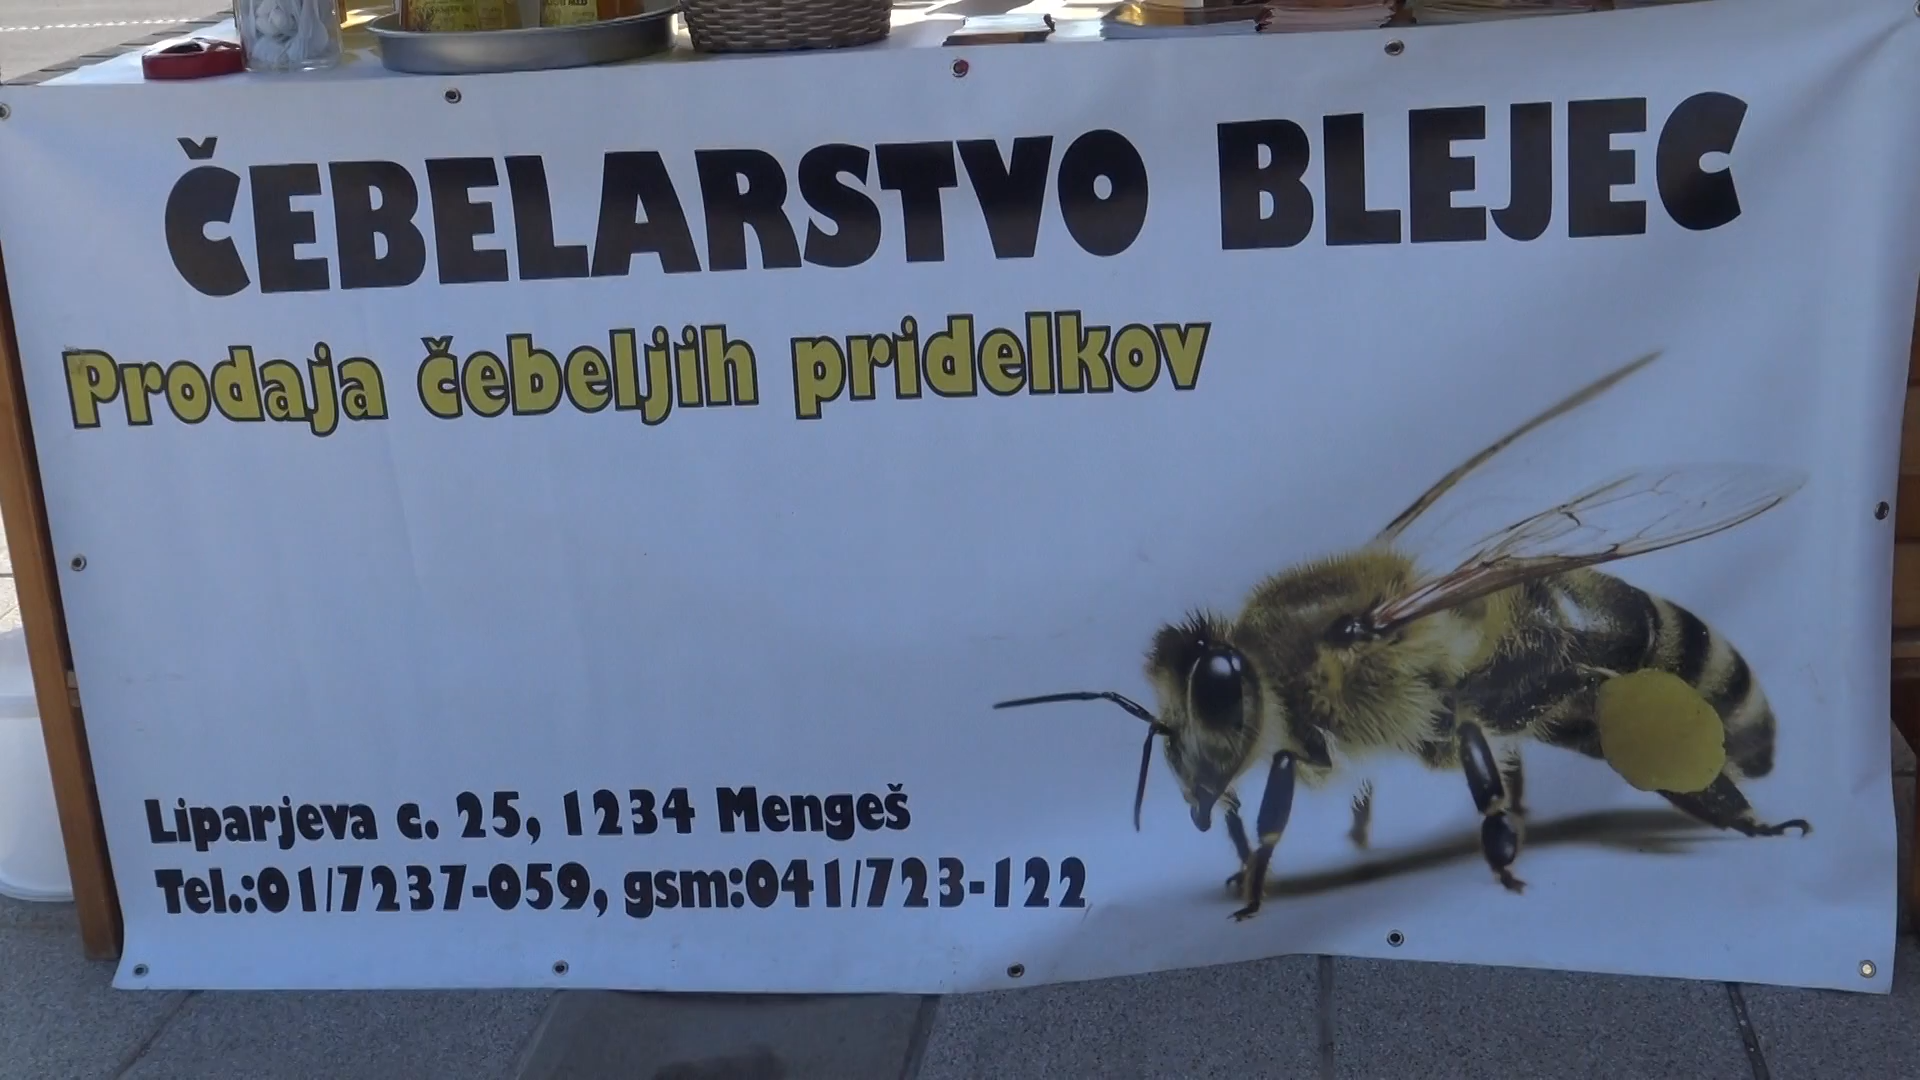 ČEBELARSTVO BLEJEC
Prodaja čebeljih pridelkov
Liparjeva c. 25, 1234 Mengeš
Tel.:01/7237-059, gsm:041/723-122